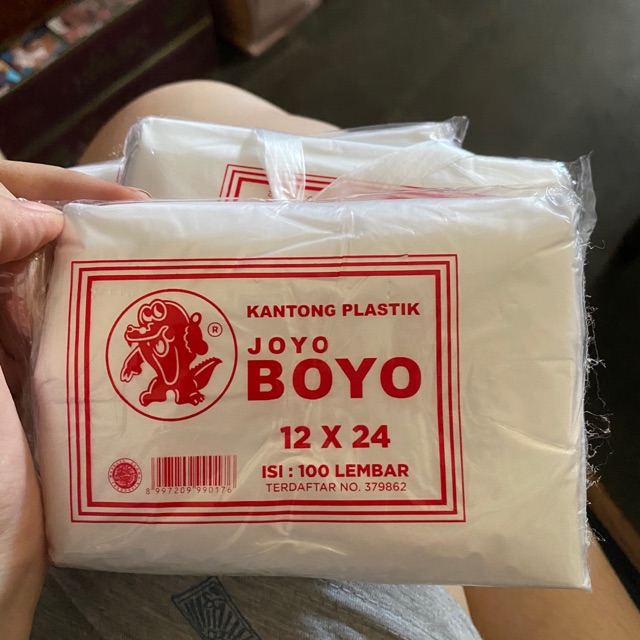 KANTONG PLASTIK
®
JOYO
BOYO
12 X 24
ISI : 100 LEMBAR
TERDAFTAR NO. 379862
8 997209 990176